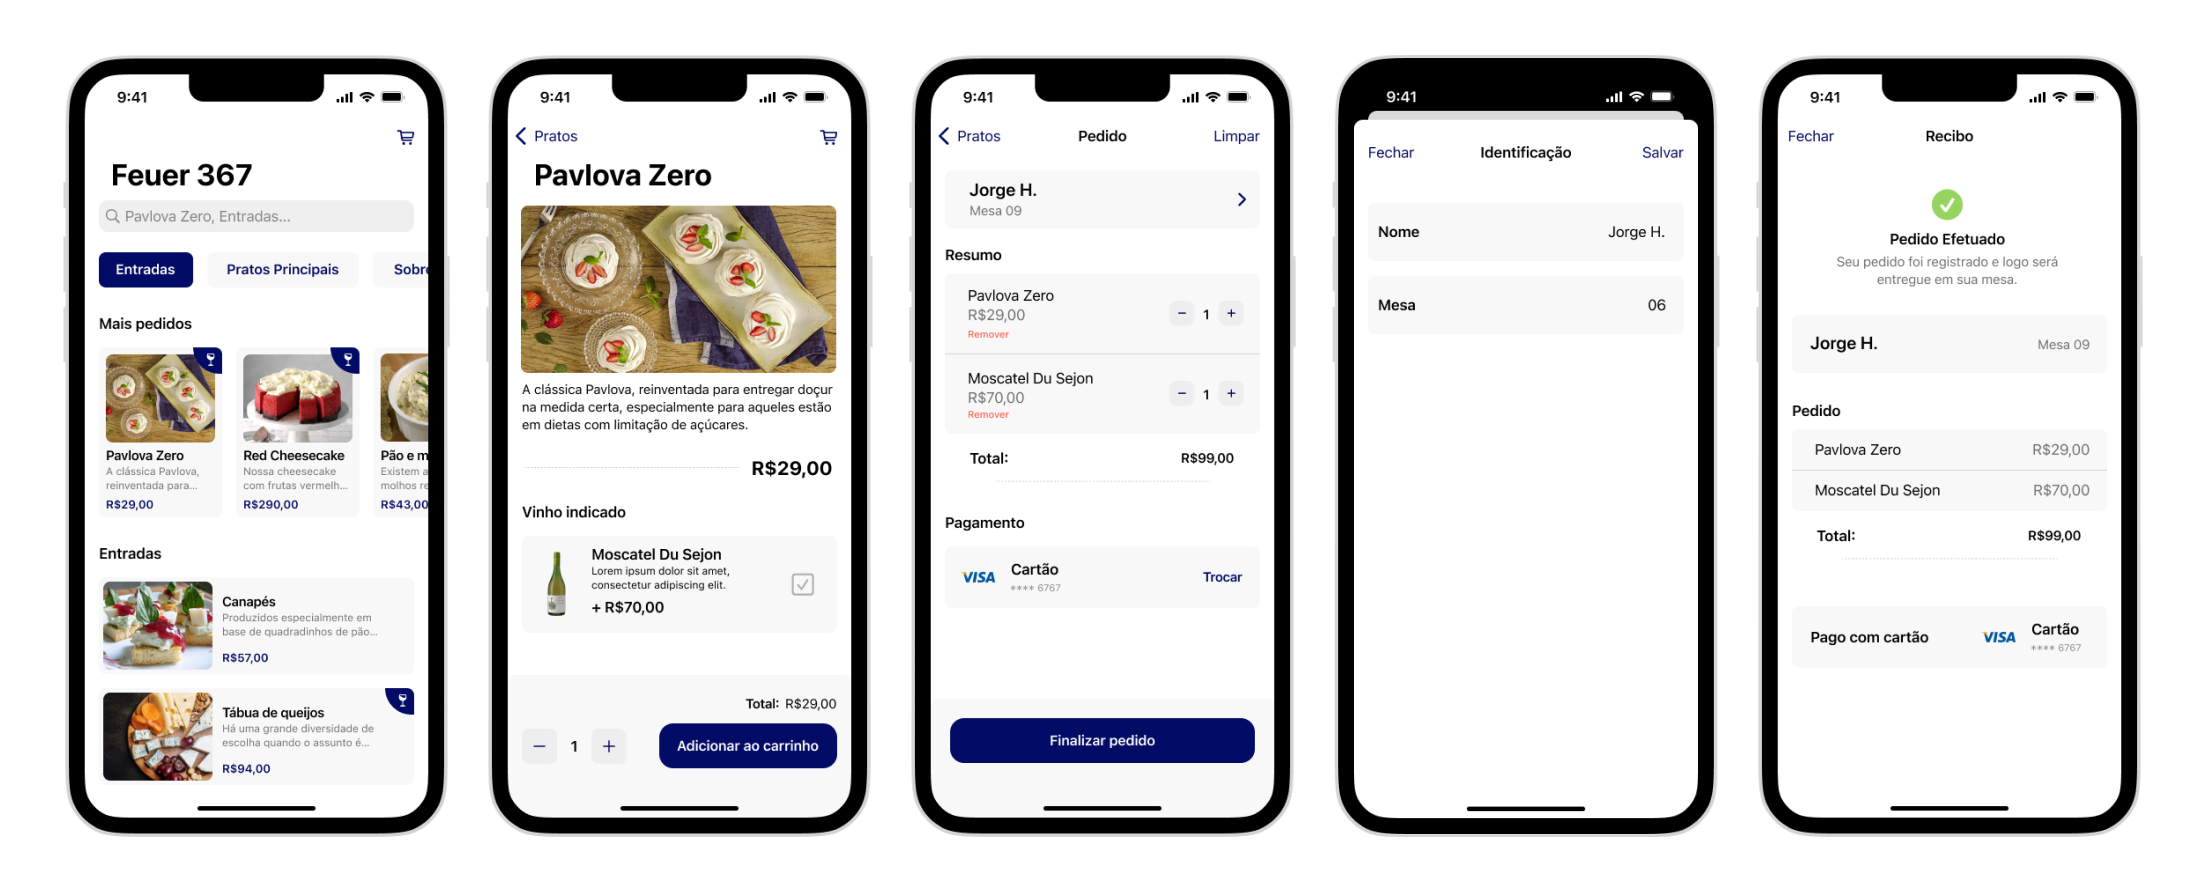 9:41
Feuer 367
Pavlova Zero, Entradas...
Entradas
Pratos Principais
Sobre
Mais pedidos
Pavlova Zero
A clássica Pavlova,
reinventada para...
R$29,00
Red Cheesecake
Nossa cheesecake
com frutas vermelh...
R$290,00
Pão e m
Existem a
molhos re
R$43,00
Entradas
Canapés
Produzidos especialmente em
base de quadradinhos de pão...
R$57,00
Tábua de queijos
Há uma grande diversidade de
escolha quando o assunto é...
R$94,00
9:41
Pratos
Pavlova Zero
A clássica Pavlova, reinventada para entregar doçur
na medida certa, especialmente para aqueles estão
em dietas com limitação de açúcares.
R$29,00
Vinho indicado
Moscatel Du Sejon
Lorem ipsum dolor sit amet,
consectetur adipiscing elit.
+ R$70,00
Total: R$29,00
− 1 +
Adicionar ao carrinho
9:41
Pratos
Pedido
Limpar
Jorge H.
Mesa 09
Resumo
Pavlova Zero
R$29,00
Remover
− 1 +
Moscatel Du Sejon
R$70,00
Remover
− 1 +
Total: R$99,00
Pagamento
VISA
Cartão
**** 6767
Trocar
Finalizar pedido
9:41
Fechar
Identificação
Salvar
Nome
Jorge H.
Mesa
06
9:41
Fechar
Recibo
Pedido Efetuado
Seu pedido foi registrado e logo será
entregue em sua mesa.
Jorge H.
Mesa 09
Pedido
Pavlova Zero R$29,00
Moscatel Du Sejon R$70,00
Total: R$99,00
Pago com cartão
VISA
Cartão
**** 6767